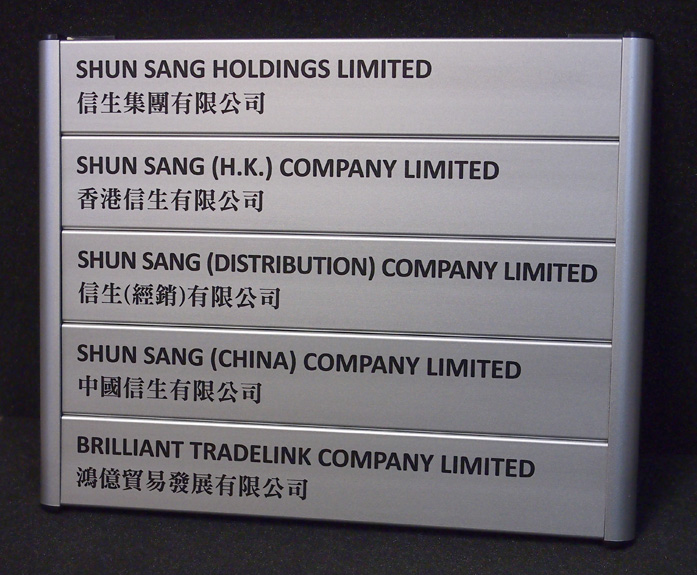 SHUN SANG HOLDINGS LIMITED
信生集團有限公司
SHUN SANG (H.K.) COMPANY LIMITED
香港信生有限公司
SHUN SANG (DISTRIBUTION) COMPANY LIMITED
信生(經銷)有限公司
SHUN SANG (CHINA) COMPANY LIMITED
中國信生有限公司
BRILLIANT TRADELINK COMPANY LIMITED
鴻億貿易發展有限公司